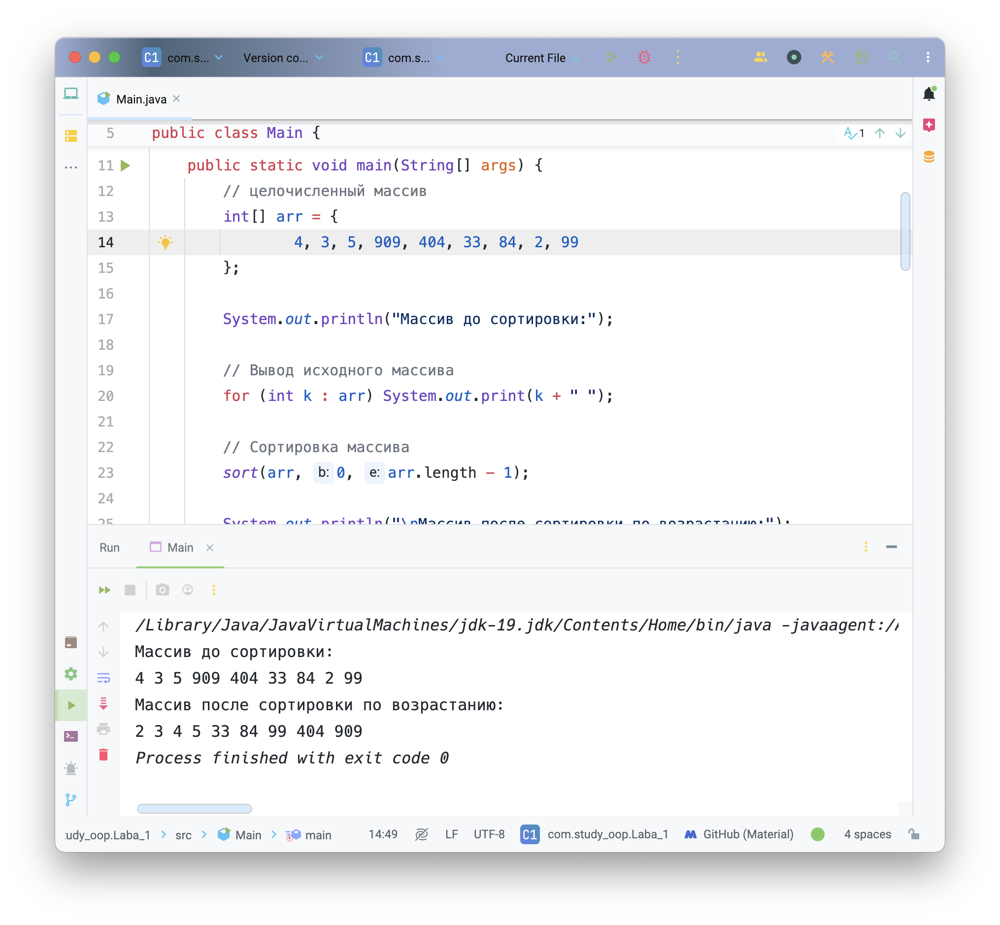 C1 com.s... Version co... C1 com.s... Current File
Main.java
5 public class Main {
1
11 public static void main(String[] args) {
12 // целочисленный массив
13 int[] arr = {
14 4, 3, 5, 909, 404, 33, 84, 2, 99
15 };
16
17 System.out.println("Массив до сортировки:");
18
19 // Вывод исходного массива
20 for (int k : arr) System.out.print(k + " ");
21
22 // Сортировка массива
23 sort(arr, b: 0, e: arr.length - 1);
24
25 System.out.println("\nМассив после сортировки по возрастанию:");
Run Main
/Library/Java/JavaVirtualMachines/jdk-19.jdk/Contents/Home/bin/java -javaagent:/
Массив до сортировки:
4 3 5 909 404 33 84 2 99
Массив после сортировки по возрастанию:
2 3 4 5 33 84 99 404 909
Process finished with exit code 0
udy_oop.Laba_1 src Main main 14:49 LF UTF-8 C1 com.study_oop.Laba_1 GitHub (Material) 4 spaces